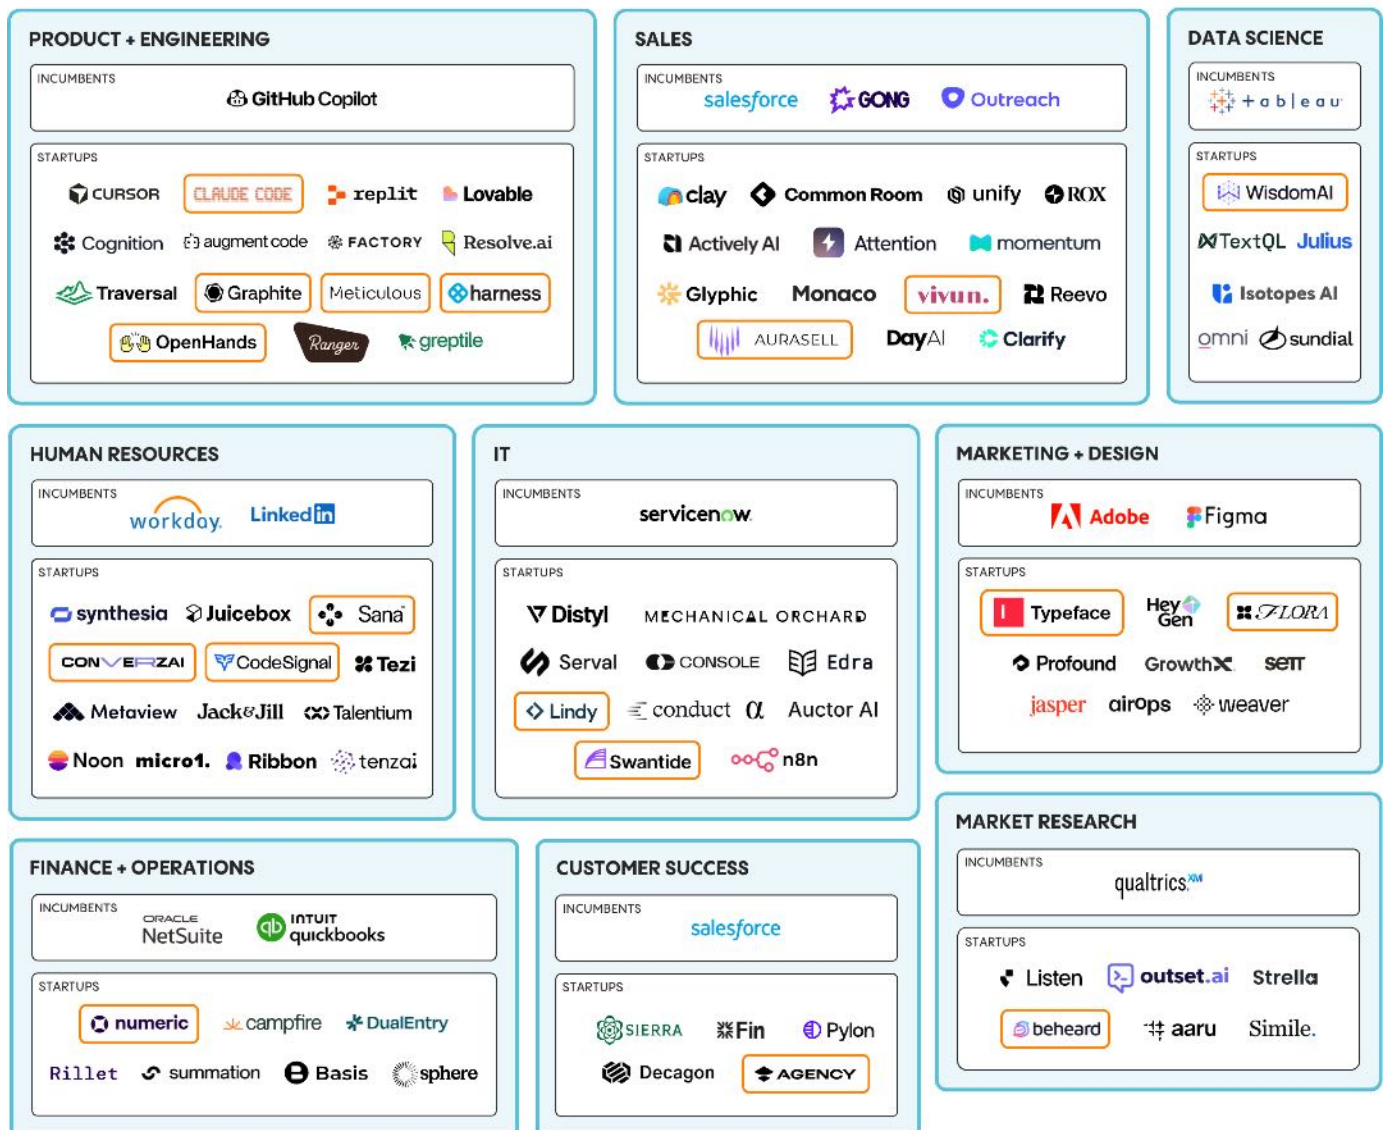 PRODUCT + ENGINEERING
INCUMBENTS
GitHub Copilot
STARTUPS
CURSOR CLAUDE CODE replit Lovable
Cognition augment code FACTORY Resolve.ai
Traversal Graphite Meticulous harness
OpenHands Ranger greptile
SALES
INCUMBENTS
salesforce GONG Outreach
STARTUPS
clay Common Room unify ROX
Actively AI Attention momentum
Glyphic Monaco vivun. Reevo
AURASELL DayAI Clarify
DATA SCIENCE
INCUMBENTS
+ableau
STARTUPS
WisdomAI
TextQL Julius
Isotopes AI
omni sundial
HUMAN RESOURCES
INCUMBENTS
workday. LinkedIn
STARTUPS
synthesia Juicebox Sana
CONVERZAI CodeSignal Tezi
Metaview Jack&Jill Talentium
Noon micro1. Ribbon tenzai
IT
INCUMBENTS
servicenow.
STARTUPS
Distyl MECHANICAL ORCHARD
Serval CONSOLE Edra
Lindy conduct α Auctor AI
Swantide n8n
MARKETING + DESIGN
INCUMBENTS
Adobe Figma
STARTUPS
Typeface HeyGen FLORA
Profound GrowthX SETT
jasper airOps weaver
MARKET RESEARCH
INCUMBENTS
qualtrics.XM
STARTUPS
Listen outset.ai Strella
beheard aaru Simile.
FINANCE + OPERATIONS
INCUMBENTS
ORACLE NetSuite qb INTUIT quickbooks
STARTUPS
numeric campfire DualEntry
Rillet summation Basis sphere
CUSTOMER SUCCESS
INCUMBENTS
salesforce
STARTUPS
SIERRA Fin Pylon
Decagon AGENCY